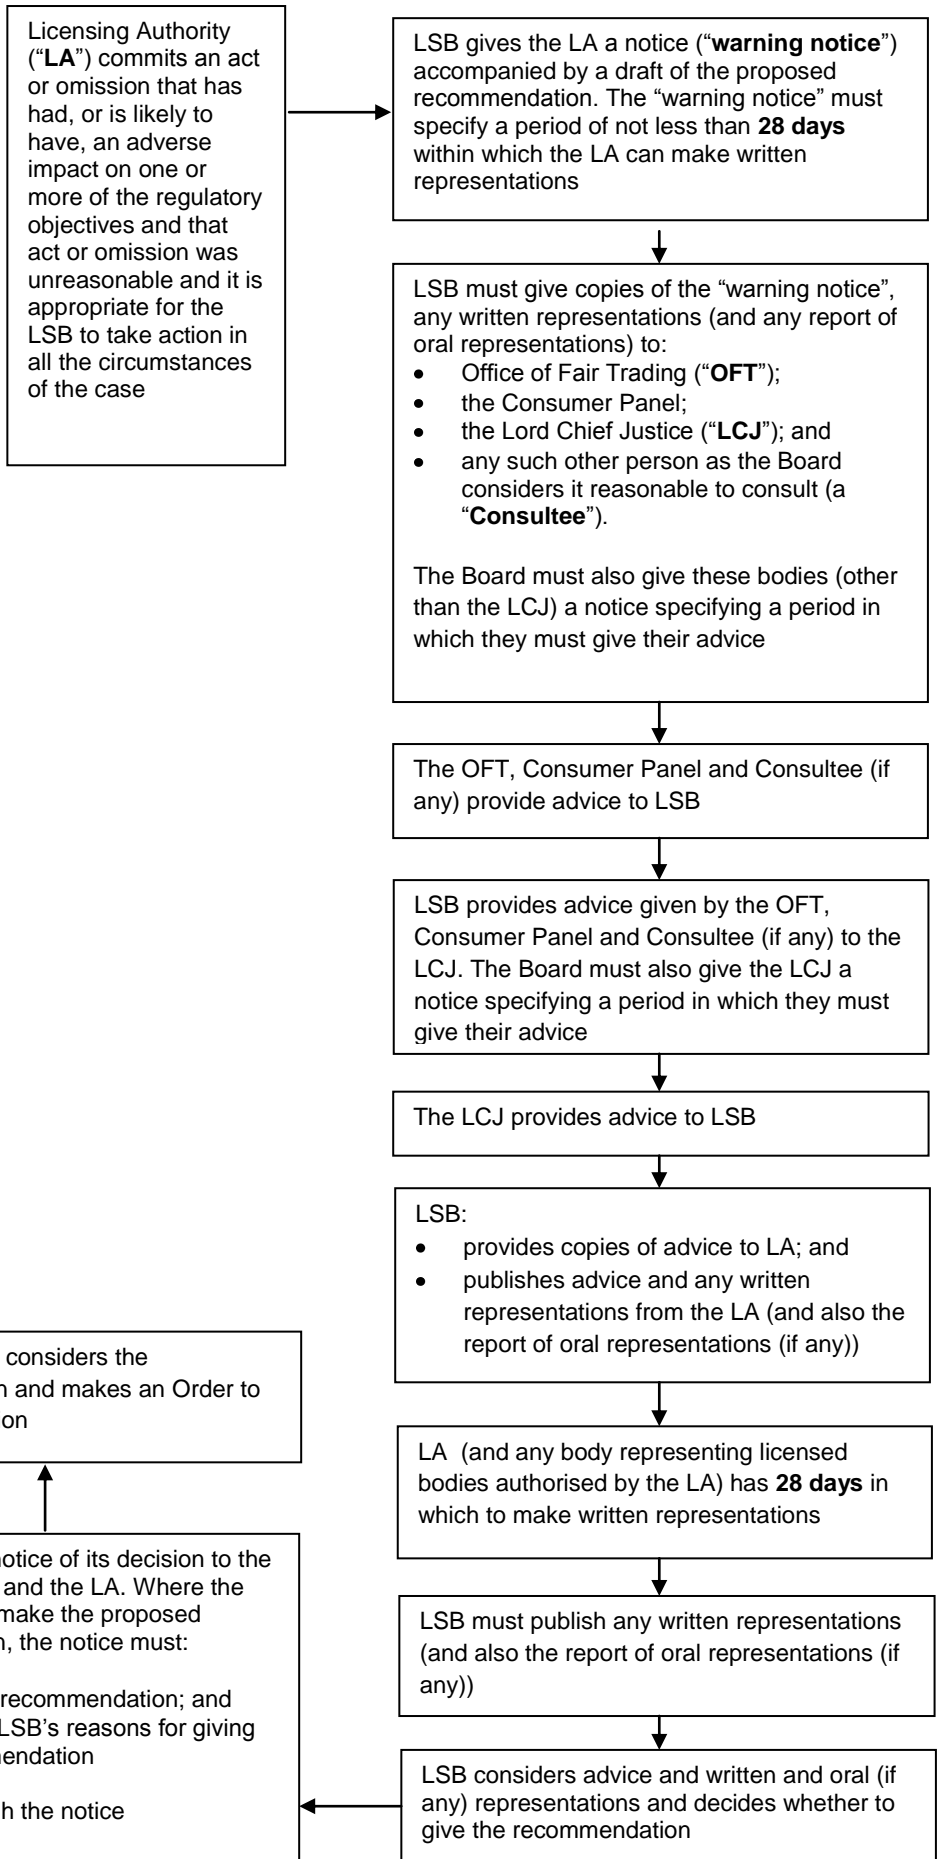 Licensing Authority
(“LA”) commits an act
or omission that has
had, or is likely to
have, an adverse
impact on one or
more of the regulatory
objectives and that
act or omission was
unreasonable and it is
appropriate for the
LSB to take action in
all the circumstances
of the case
LSB gives the LA a notice (“warning notice”)
accompanied by a draft of the proposed
recommendation. The “warning notice” must
specify a period of not less than 28 days
within which the LA can make written
representations
LSB must give copies of the “warning notice”,
any written representations (and any report of
oral representations) to:
• Office of Fair Trading (“OFT”);
• the Consumer Panel;
• the Lord Chief Justice (“LCJ”); and
• any such other person as the Board
considers it reasonable to consult (a
“Consultee”).
The Board must also give these bodies (other
than the LCJ) a notice specifying a period in
which they must give their advice
The OFT, Consumer Panel and Consultee (if
any) provide advice to LSB
LSB provides advice given by the OFT,
Consumer Panel and Consultee (if any) to the
LCJ. The Board must also give the LCJ a
notice specifying a period in which they must
give their advice
The LCJ provides advice to LSB
LSB:
• provides copies of advice to LA; and
• publishes advice and any written
representations from the LA (and also the
report of oral representations (if any))
LA (and any body representing licensed
bodies authorised by the LA) has 28 days in
which to make written representations
LSB must publish any written representations
(and also the report of oral representations (if
any))
LSB considers advice and written and oral (if
any) representations and decides whether to
give the recommendation
notice of its decision to the
and the LA. Where the
make the proposed
, the notice must:
recommendation; and
LSB’s reasons for giving
the notice
considers the
and makes an Order to